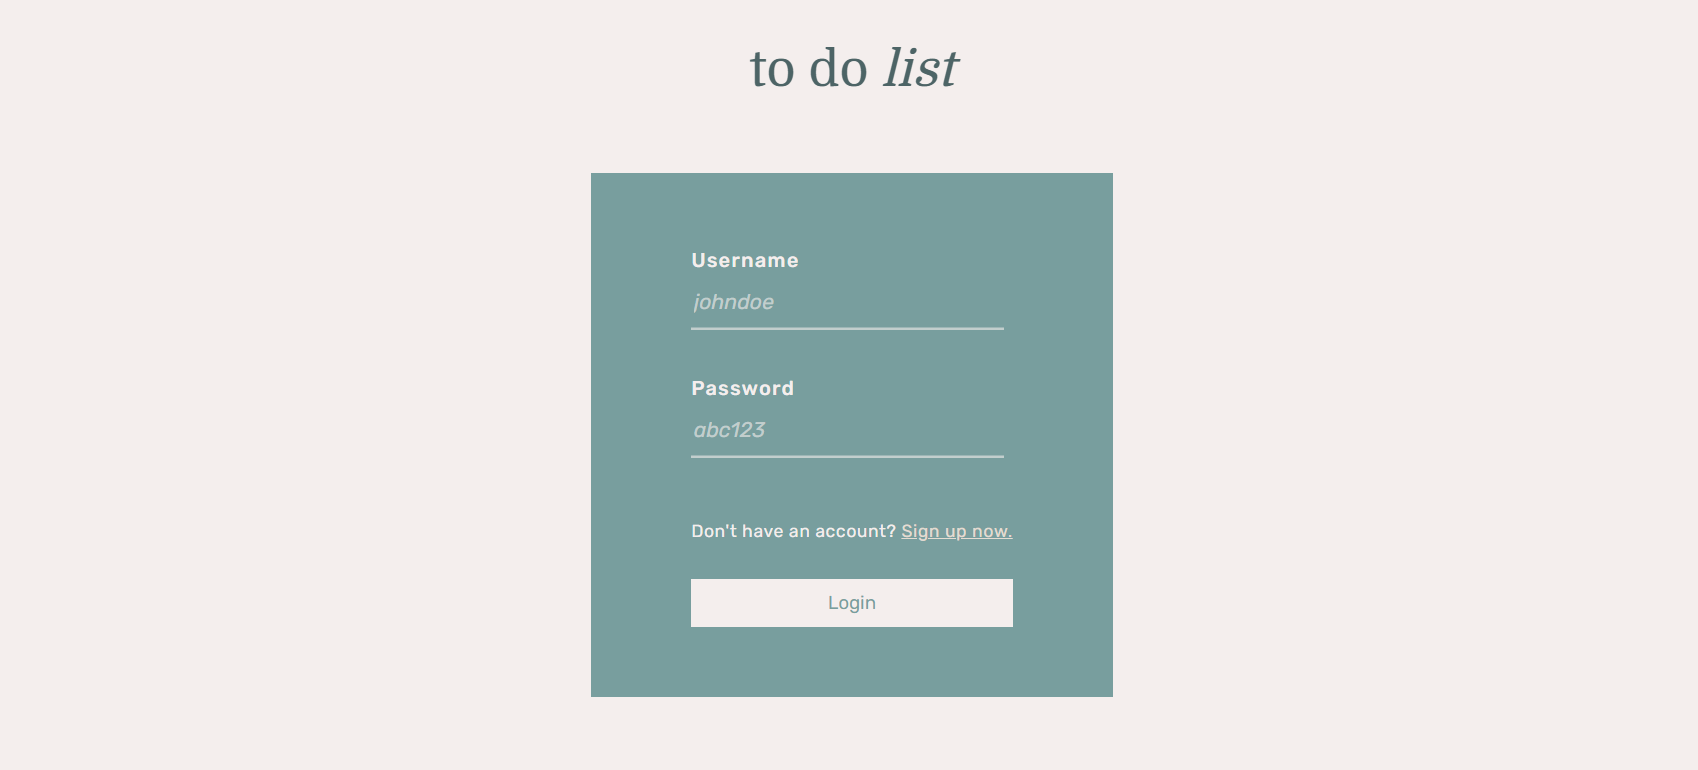 to do list
Username
johndoe
Password
abc123
Don't have an account? Sign up now.
Login